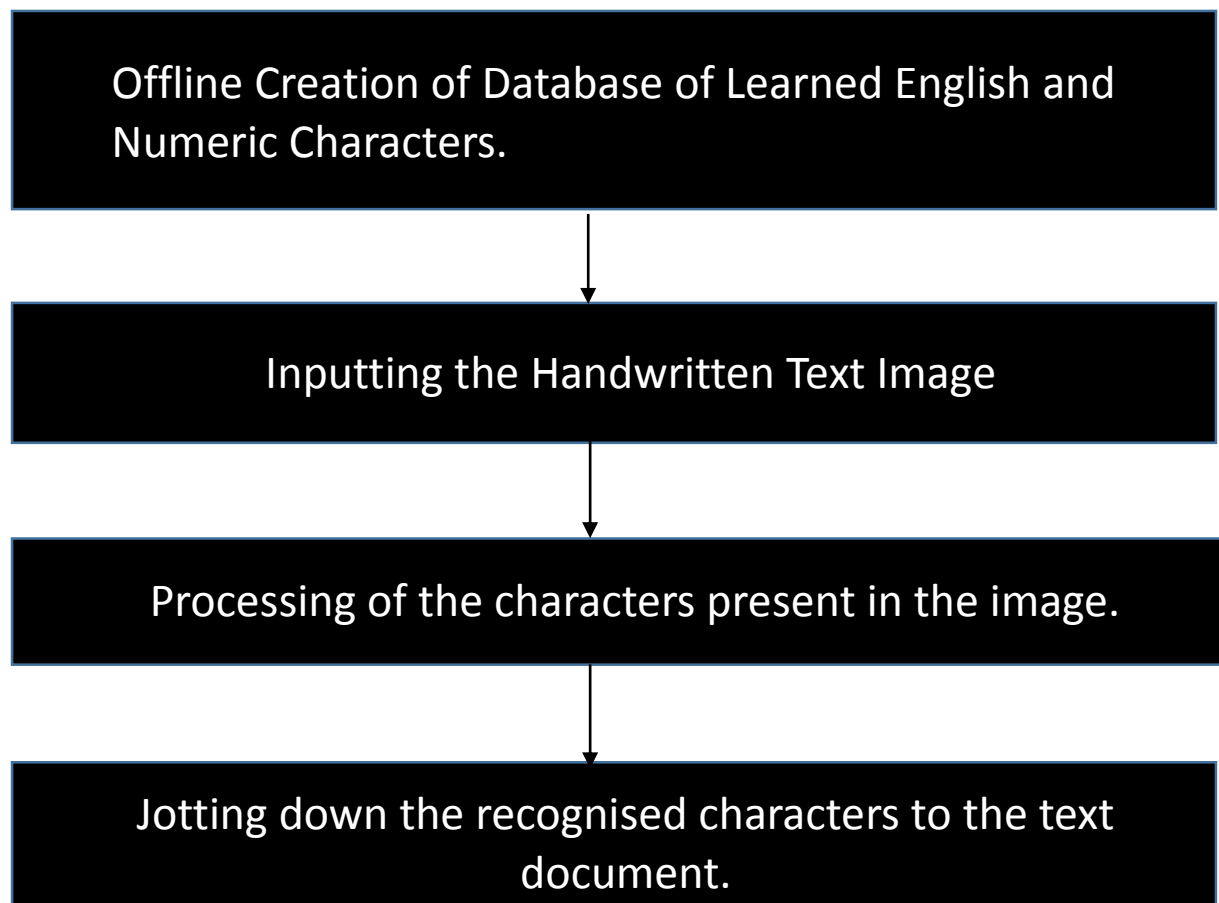 Offline Creation of Database of Learned English and
Numeric Characters.
Inputting the Handwritten Text Image
Processing of the characters present in the image.
Jotting down the recognised characters to the text
document.